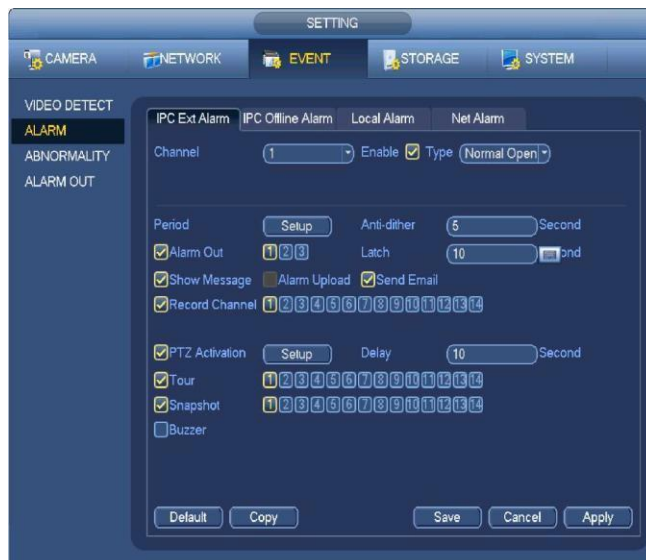 SETTING
CAMERA NETWORK EVENT STORAGE SYSTEM
VIDEO DETECT
ALARM
ABNORMALITY
ALARM OUT
IPC Ext Alarm IPC Offline Alarm Local Alarm Net Alarm
Channel 1 Enable Type Normal Open
Period Setup Anti-dither 5 Second
Alarm Out 1 2 3 Latch 10 ond
Show Message Alarm Upload Send Email
Record Channel 1 2 3 4 5 6 7 8 9 10 11 12 13 14
PTZ Activation Setup Delay 10 Second
Tour 1 2 3 4 5 6 7 8 9 10 11 12 13 14
Snapshot 1 2 3 4 5 6 7 8 9 10 11 12 13 14
Buzzer
Default Copy Save Cancel Apply